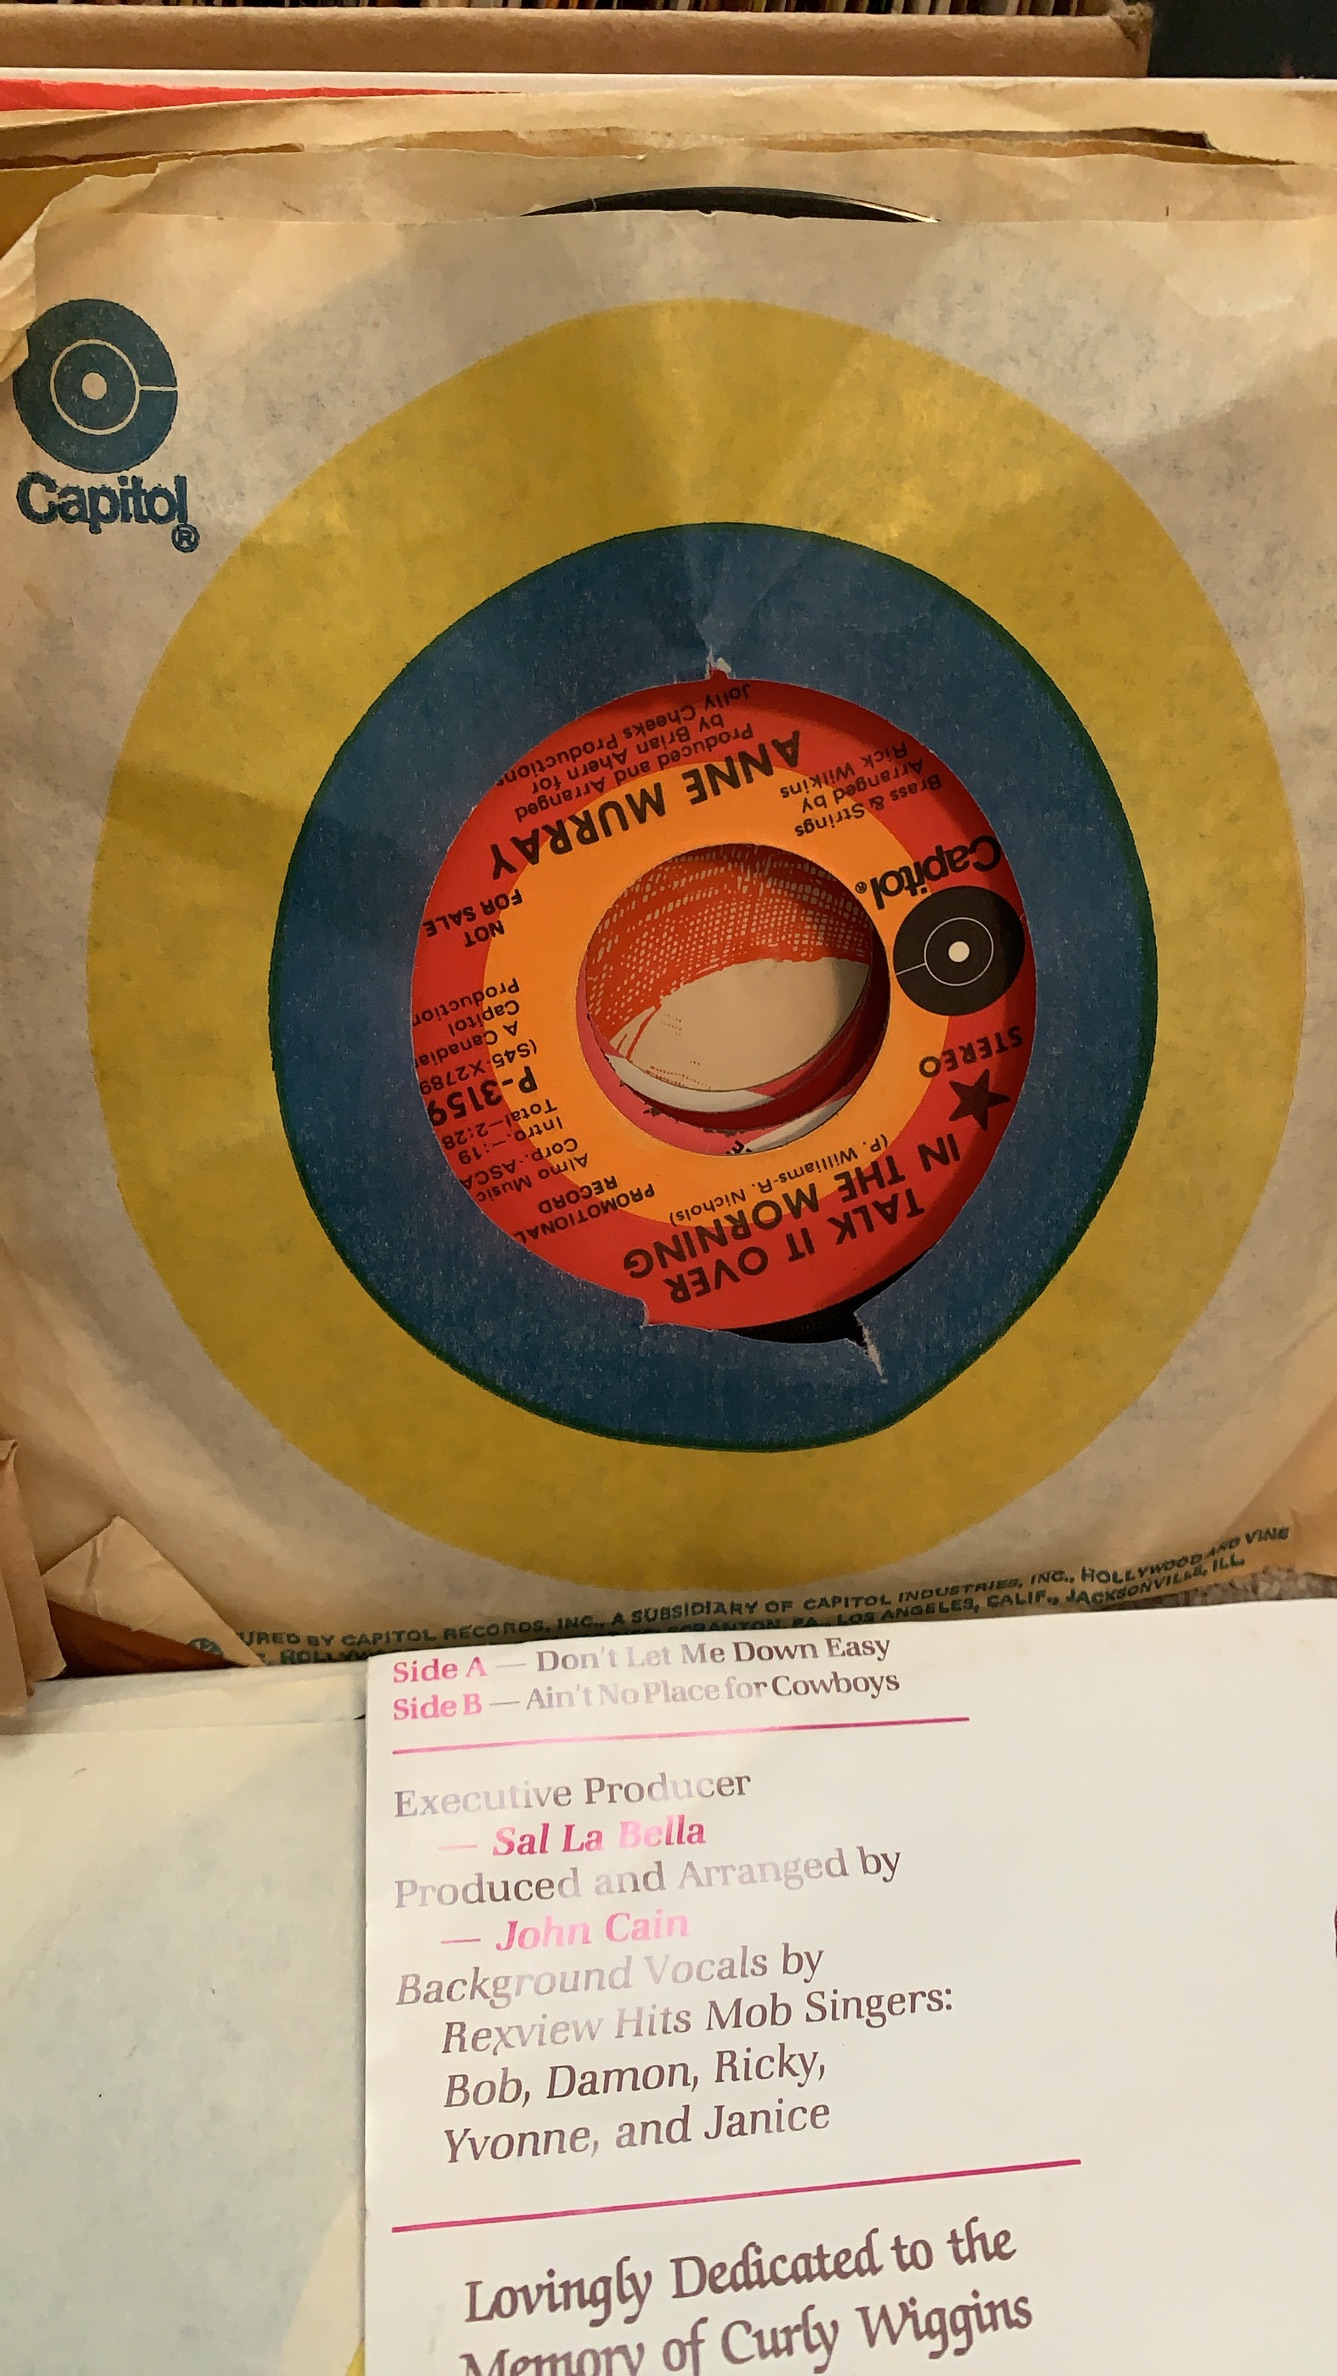 Capitol
®
TALK IT OVER
IN THE MORNING
(P. Williams-R. Nichols)
STEREO
Capitol®
PROMOTIONAL
RECORD
Almo Music
Intro.-:19
Total-2:28
P-3159
(S45-X2789
Capitol
NOT
FOR SALE
Brass & Strings
Arranged by
Rick Wilkins
ANNE MURRAY
Produced and Arranged
by Brian Ahern for
Jolly Cheeks Productions
BY CAPITOL RECORDS, INC., A SUBSIDIARY OF CAPITOL INDUSTRIES, INC., HOLLYWOOD AND VINE
SCRANTON, PA., LOS ANGELES, CALIF., JACKSONVILLE, ILL.
Side A — Don't Let Me Down Easy
Side B — Ain't No Place for Cowboys
Executive Producer
— Sal La Bella
Produced and Arranged by
— John Cain
Background Vocals by
Rexview Hits Mob Singers:
Bob, Damon, Ricky,
Yvonne, and Janice
Lovingly Dedicated to the
Memory of Curly Wiggins